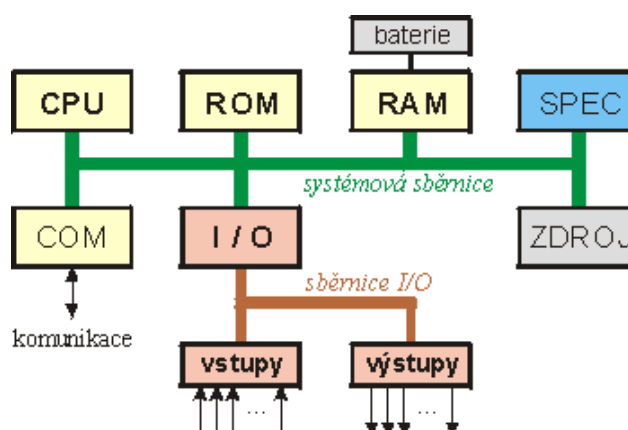 baterie
CPU
ROM
RAM
SPEC
systémová sběrnice
COM
I / O
ZDROJ
sběrnice I/O
komunikace
vstupy
výstupy
...
...